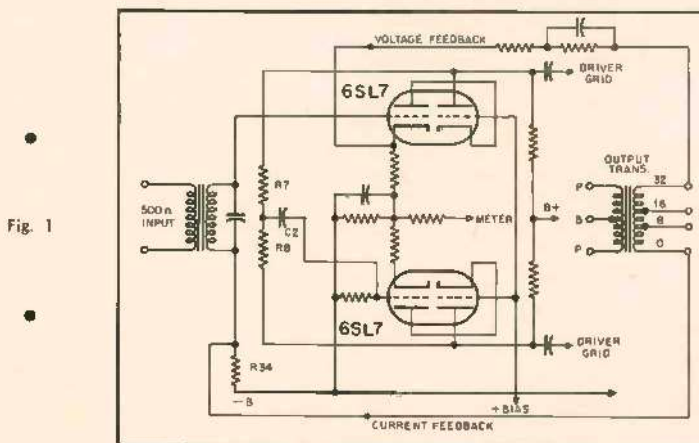 Fig. 1
VOLTAGE FEEDBACK
DRIVER
GRID
6SL7
R7
OUTPUT
TRANS.
P
32
500Ω
INPUT
C2
METER
B+
B
16
8
R8
P
0
6SL7
R34
DRIVER
GRID
-B
+BIAS
CURRENT FEEDBACK